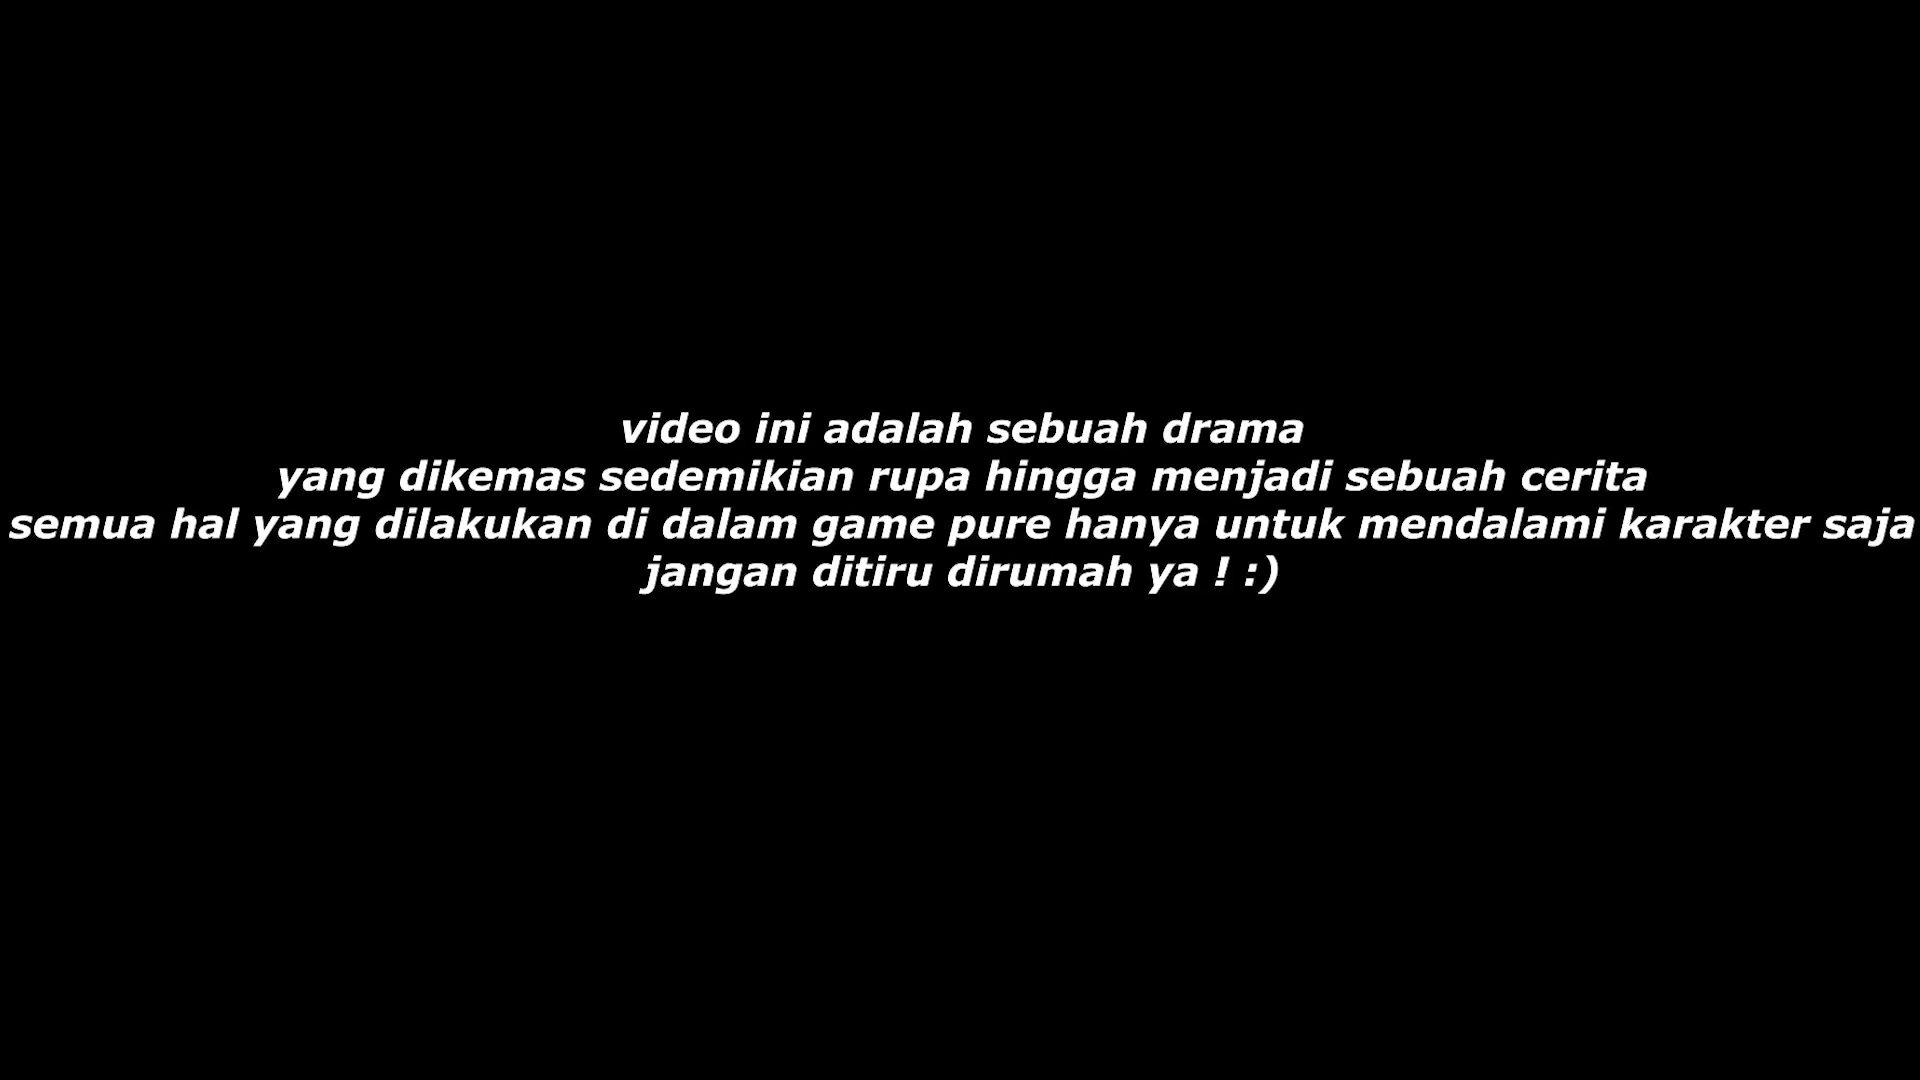 video ini adalah sebuah drama
yang dikemas sedemikian rupa hingga menjadi sebuah cerita
semua hal yang dilakukan di dalam game pure hanya untuk mendalami karakter saja
jangan ditiru dirumah ya ! :)